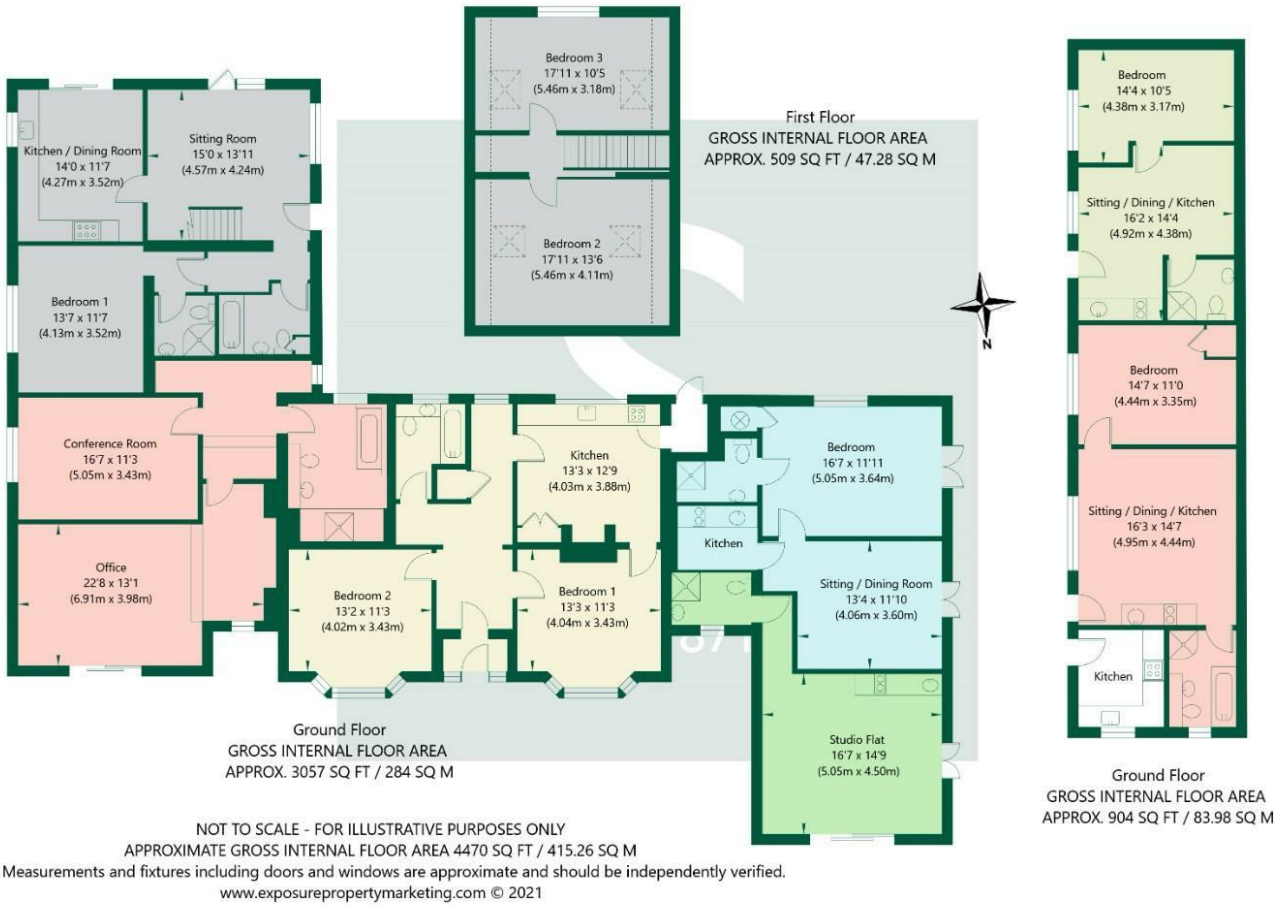 Bedroom 3
17'11 x 10'5
(5.46m x 3.18m)
First Floor
GROSS INTERNAL FLOOR AREA
APPROX. 509 SQ FT / 47.28 SQ M
Bedroom 2
17'11 x 13'6
(5.46m x 4.11m)
Kitchen / Dining Room
14'0 x 11'7
(4.27m x 3.52m)
Sitting Room
15'0 x 13'11
(4.57m x 4.24m)
Bedroom 1
13'7 x 11'7
(4.13m x 3.52m)
Conference Room
16'7 x 11'3
(5.05m x 3.43m)
Office
22'8 x 13'1
(6.91m x 3.98m)
Kitchen
13'3 x 12'9
(4.03m x 3.88m)
Bedroom 2
13'2 x 11'3
(4.02m x 3.43m)
Bedroom 1
13'3 x 11'3
(4.04m x 3.43m)
Bedroom
16'7 x 11'11
(5.05m x 3.64m)
Kitchen
Sitting / Dining Room
13'4 x 11'10
(4.06m x 3.60m)
Studio Flat
16'7 x 14'9
(5.05m x 4.50m)
N
Bedroom
14'4 x 10'5
(4.38m x 3.17m)
Sitting / Dining / Kitchen
16'2 x 14'4
(4.92m x 4.38m)
Bedroom
14'7 x 11'0
(4.44m x 3.35m)
Sitting / Dining / Kitchen
16'3 x 14'7
(4.95m x 4.44m)
Kitchen
Ground Floor
GROSS INTERNAL FLOOR AREA
APPROX. 904 SQ FT / 83.98 SQ M
Ground Floor
GROSS INTERNAL FLOOR AREA
APPROX. 3057 SQ FT / 284 SQ M
NOT TO SCALE - FOR ILLUSTRATIVE PURPOSES ONLY
APPROXIMATE GROSS INTERNAL FLOOR AREA 4470 SQ FT / 415.26 SQ M
Measurements and fixtures including doors and windows are approximate and should be independently verified.
www.exposurepropertymarketing.com © 2021